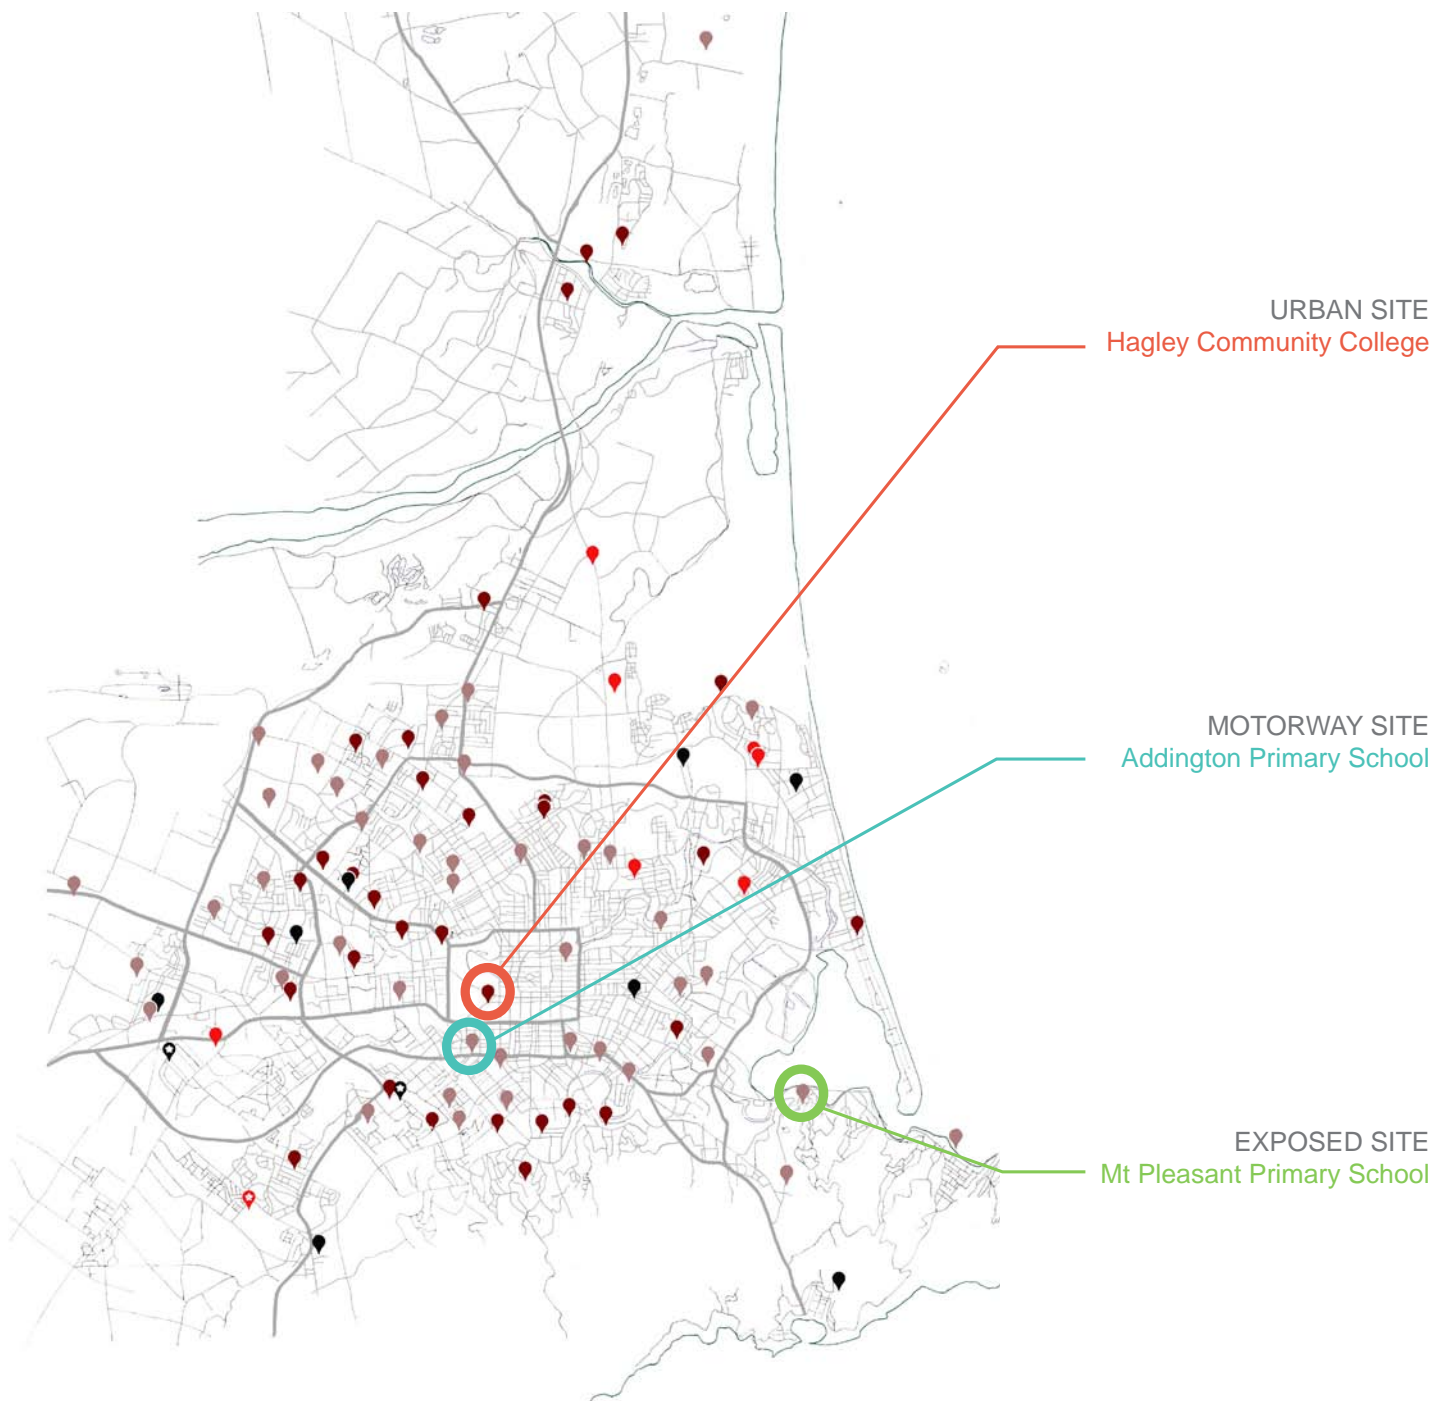 URBAN SITE
Hagley Community College
MOTORWAY SITE
Addington Primary School
EXPOSED SITE
Mt Pleasant Primary School